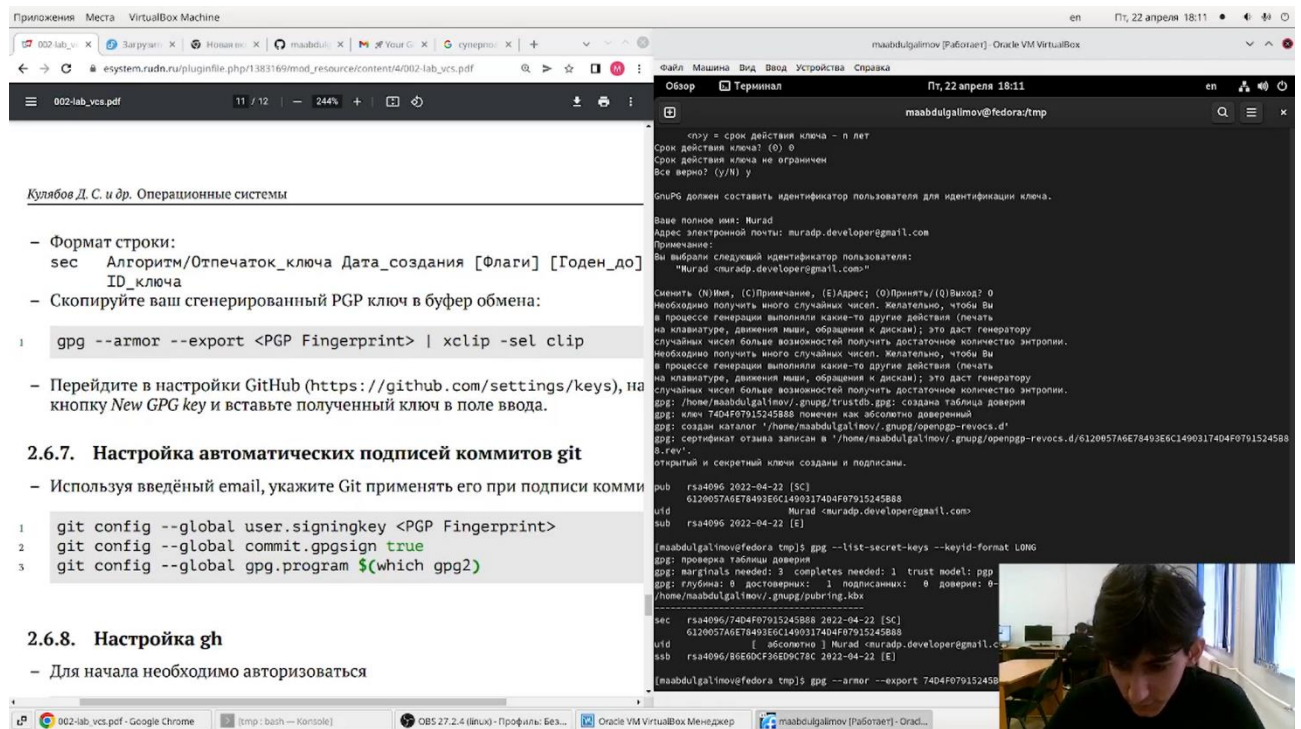 Приложения Места VirtualBox Machine
en Пт, 22 апреля 18:11
002-lab_v Загрузит Новая вк maabdul Your G G супериос
maabdulgalimov [Работает] - Oracle VM VirtualBox
esystem.rudn.ru/pluginfile.php/1383169/mod_resource/content/4/002-lab_vcs.pdf
Файл Машина Вид Ввод Устройства Справка
Обзор Терминал Пт, 22 апреля 18:11 en
002-lab_vcs.pdf 11 / 12 | — 244% +
maabdulgalimov@fedora:/tmp
Кулябов Д. С. и др. Операционные системы
– Формат строки:
sec Алгоритм/Отпечаток_ключа Дата_создания [Флаги] [Годен_до]
ID_ключа
– Скопируйте ваш сгенерированный PGP ключ в буфер обмена:
1 gpg --armor --export <PGP Fingerprint> | xclip -sel clip
– Перейдите в настройки GitHub (https://github.com/settings/keys), на
кнопку New GPG key и вставьте полученный ключ в поле ввода.
2.6.7. Настройка автоматических подписей коммитов git
– Используя введёный email, укажите Git применять его при подписи комми
1 git config --global user.signingkey <PGP Fingerprint>
2 git config --global commit.gpgsign true
3 git config --global gpg.program $(which gpg2)
2.6.8. Настройка gh
– Для начала необходимо авторизоваться
<n>y = срок действия ключа - n лет
Срок действия ключа? (0) 0
Срок действия ключа не ограничен
Все верно? (y/N) y
GnuPG должен составить идентификатор пользователя для идентификации ключа.
Ваше полное имя: Murad
Адрес электронной почты: muradp.developer@gmail.com
Примечание:
Вы выбрали следующий идентификатор пользователя:
"Murad <muradp.developer@gmail.com>"
Сменить (N)Имя, (C)Примечание, (E)Адрес; (O)Принять/(Q)Выход? O
Необходимо получить много случайных чисел. Желательно, чтобы Вы
в процессе генерации выполняли какие-то другие действия (печать
на клавиатуре, движения мыши, обращения к дискам); это даст генератору
случайных чисел больше возможностей получить достаточное количество энтропии.
Необходимо получить много случайных чисел. Желательно, чтобы Вы
в процессе генерации выполняли какие-то другие действия (печать
на клавиатуре, движения мыши, обращения к дискам); это даст генератору
случайных чисел больше возможностей получить достаточное количество энтропии.
gpg: /home/maabdulgalimov/.gnupg/trustdb.gpg: создана таблица доверия
gpg: ключ 74D4F07915245B88 помечен как абсолютно доверенный
gpg: создан каталог '/home/maabdulgalimov/.gnupg/openpgp-revocs.d'
gpg: сертификат отзыва записан в '/home/maabdulgalimov/.gnupg/openpgp-revocs.d/6120057A6E78493E6C14903174D4F07915245B8
8.rev'.
открытый и секретный ключи созданы и подписаны.
pub rsa4096 2022-04-22 [SC]
6120057A6E78493E6C14903174D4F07915245B88
uid Murad <muradp.developer@gmail.com>
sub rsa4096 2022-04-22 [E]
[maabdulgalimov@fedora tmp]$ gpg --list-secret-keys --keyid-format LONG
gpg: проверка таблицы доверия
gpg: marginals needed: 3 completes needed: 1 trust model: pgp
gpg: глубина: 0 достоверных: 1 подписанных: 0 доверие: 0-
/home/maabdulgalimov/.gnupg/pubring.kbx
sec rsa4096/74D4F07915245B88 2022-04-22 [SC]
6120057A6E78493E6C14903174D4F07915245B88
uid [ абсолютно ] Murad <muradp.developer@gmail.c
ssb rsa4096/B6E6DCF36ED9C78C 2022-04-22 [E]
[maabdulgalimov@fedora tmp]$ gpg --armor --export 74D4F07915245B
002-lab_vcs.pdf - Google Chrome [tmp : bash — Konsole] OBS 27.2.4 (linux) - Профиль: Без... Oracle VM VirtualBox Менеджер maabdulgalimov [Работает] - Oracl...